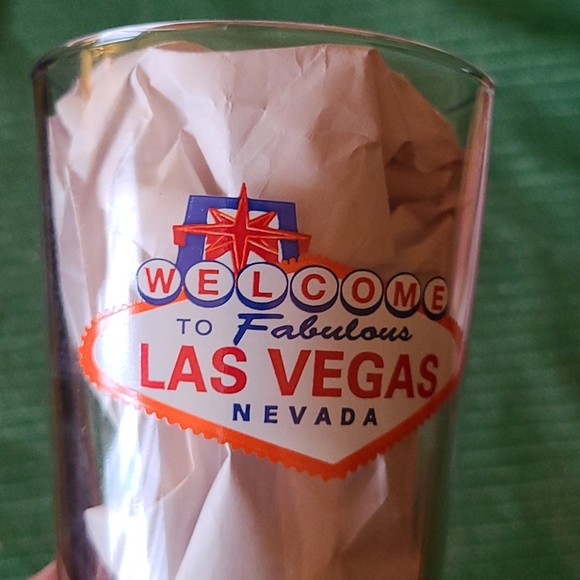 WELCOME
TO Fabulous
LAS VEGAS
NEVADA